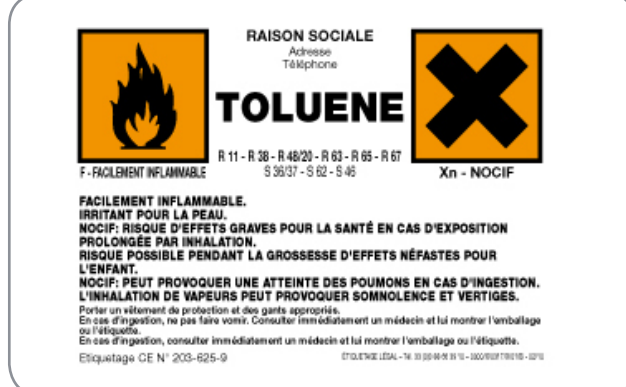 RAISON SOCIALE
Adresse
Téléphone
TOLUENE
R 11 - R 38 - R 48/20 - R 63 - R 65 - R 67
S 36/37 - S 62 - S 46
F - FACILEMENT INFLAMMABLE
Xn - NOCIF
FACILEMENT INFLAMMABLE.
IRRITANT POUR LA PEAU.
NOCIF: RISQUE D'EFFETS GRAVES POUR LA SANTÉ EN CAS D'EXPOSITION
PROLONGÉE PAR INHALATION.
RISQUE POSSIBLE PENDANT LA GROSSESSE D'EFFETS NÉFASTES POUR
L'ENFANT.
NOCIF: PEUT PROVOQUER UNE ATTEINTE DES POUMONS EN CAS D'INGESTION.
L'INHALATION DE VAPEURS PEUT PROVOQUER SOMNOLENCE ET VERTIGES.
Porter un vêtement de protection et des gants appropriés.
En cas d'ingestion, ne pas faire vomir. Consulter immédiatement un médecin et lui montrer l'emballage
ou l'étiquette.
En cas d'ingestion, consulter immédiatement un médecin et lui montrer l'emballage ou l'étiquette.
Etiquetage CE N° 203-625-9
ÉTIQUETAGE LÉGAL - Tél.